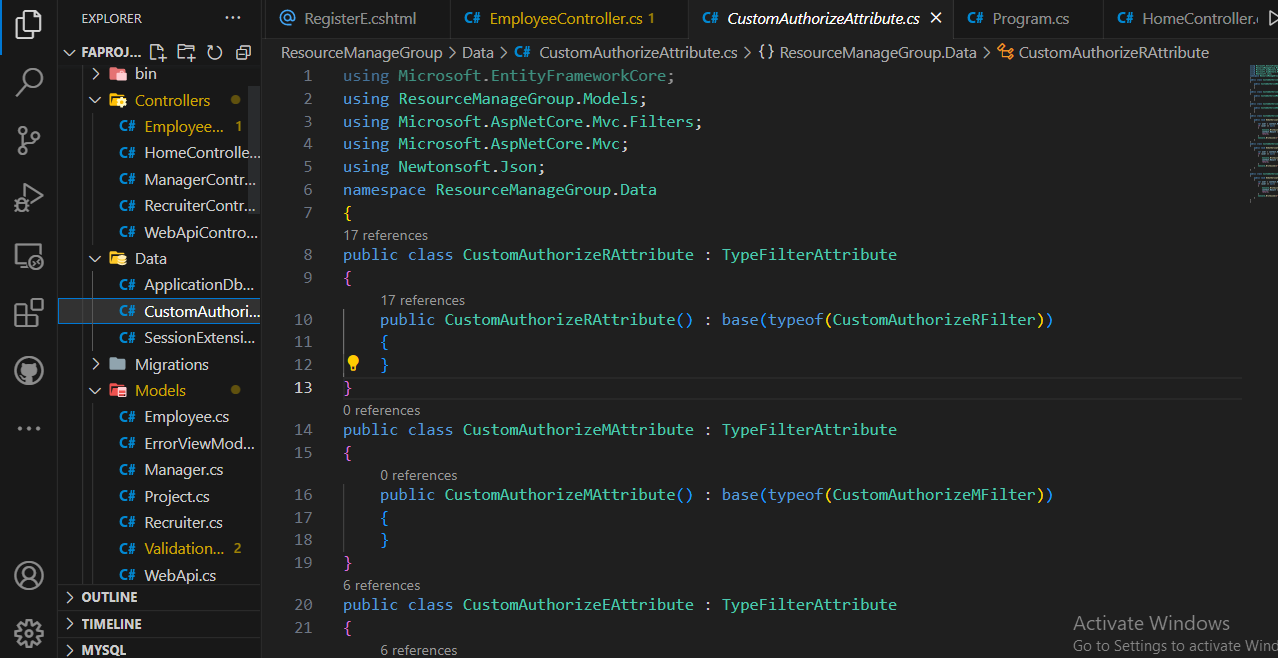 EXPLORER
RegisterE.cshtml
C# EmployeeController.cs 1
C# CustomAuthorizeAttribute.cs
C# Program.cs
C# HomeController.
FAPROJ...
ResourceManageGroup > Data > C# CustomAuthorizeAttribute.cs > {} ResourceManageGroup.Data > CustomAuthorizeRAttribute
bin
Controllers
C# Employee... 1
C# HomeControlle...
C# ManagerContr...
C# RecruiterContr...
C# WebApiContro...
Data
C# ApplicationDb...
C# CustomAuthori...
C# SessionExtensi...
Migrations
Models
C# Employee.cs
C# ErrorViewMod...
C# Manager.cs
C# Project.cs
C# Recruiter.cs
C# Validation... 2
C# WebApi.cs
OUTLINE
TIMELINE
MYSQL
1 using Microsoft.EntityFrameworkCore;
2 using ResourceManageGroup.Models;
3 using Microsoft.AspNetCore.Mvc.Filters;
4 using Microsoft.AspNetCore.Mvc;
5 using Newtonsoft.Json;
6 namespace ResourceManageGroup.Data
7 {
17 references
8 public class CustomAuthorizeRAttribute : TypeFilterAttribute
9 {
17 references
10 public CustomAuthorizeRAttribute() : base(typeof(CustomAuthorizeRFilter))
11 {
12 }
13 }
0 references
14 public class CustomAuthorizeMAttribute : TypeFilterAttribute
15 {
0 references
16 public CustomAuthorizeMAttribute() : base(typeof(CustomAuthorizeMFilter))
17 {
18 }
19 }
6 references
20 public class CustomAuthorizeEAttribute : TypeFilterAttribute
21 {
6 references
Activate Windows
Go to Settings to activate Wind